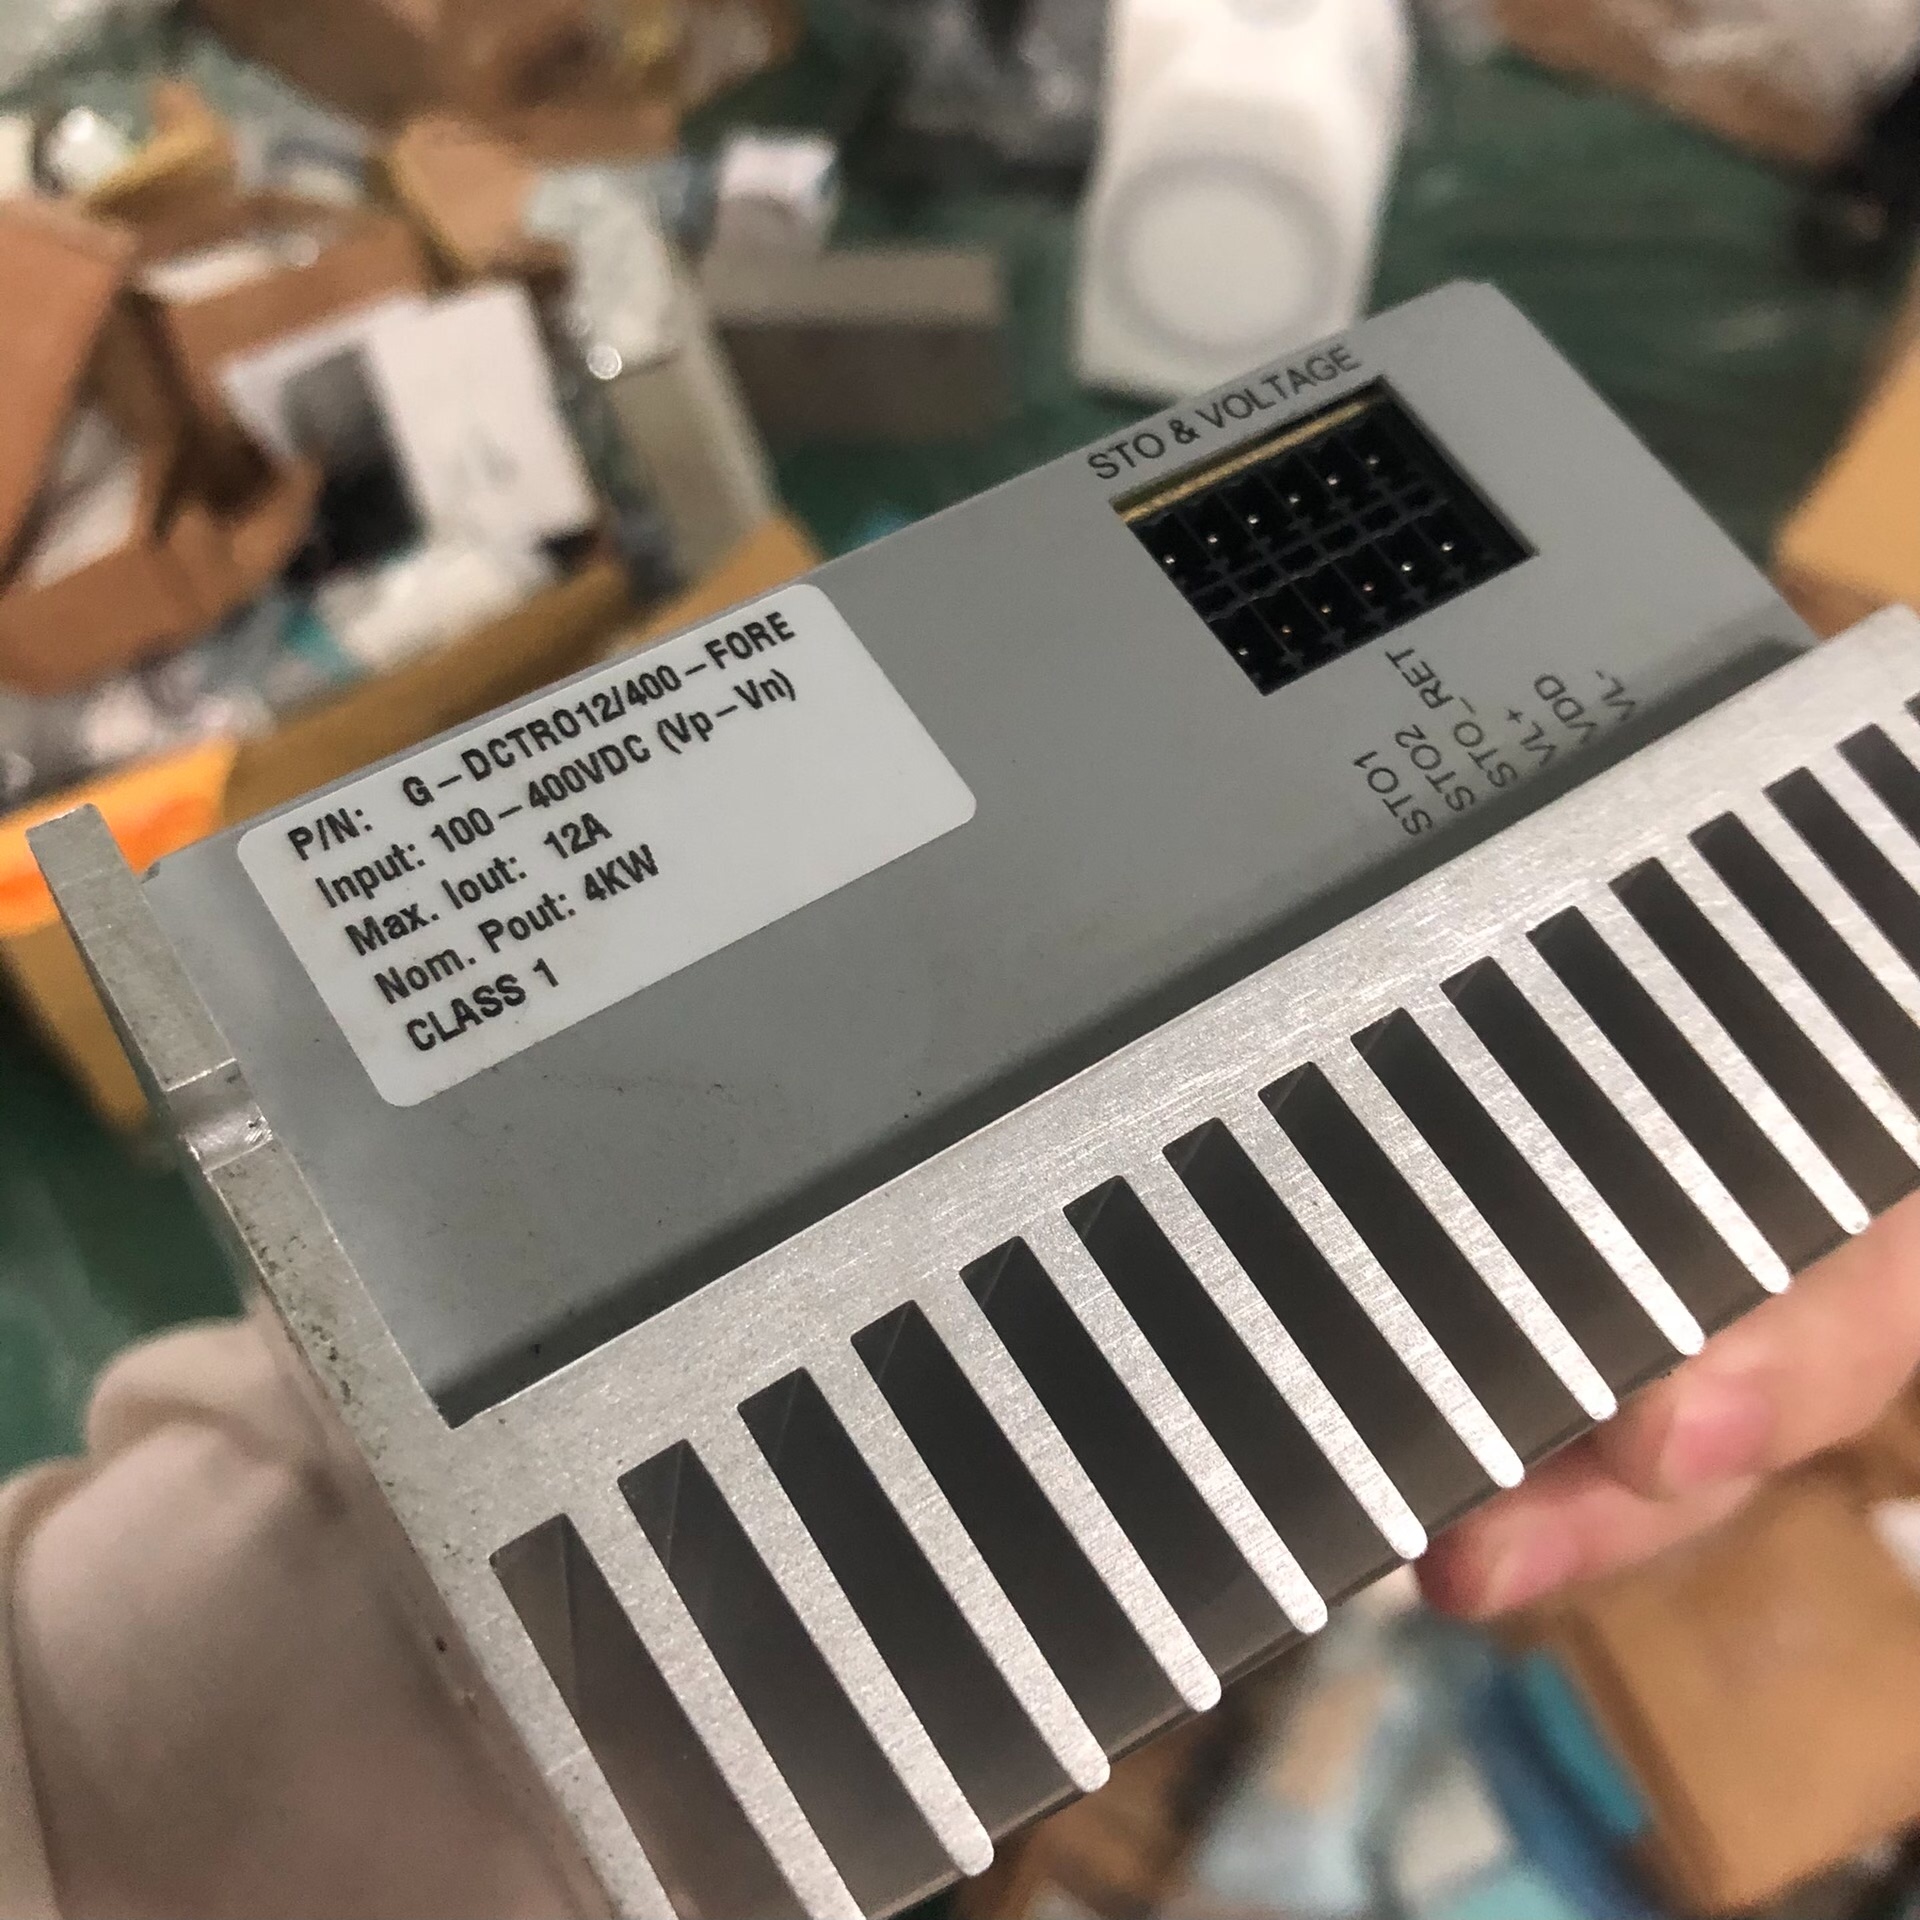 STO & VOLTAGE
P/N: G-DCTRO12/400-FORE
Input: 100-400VDC (Vp-Vn)
Max. Iout: 12A
Nom. Pout: 4KW
CLASS 1
STO1
STO2
STO_RET
VL+
VDD
VL-